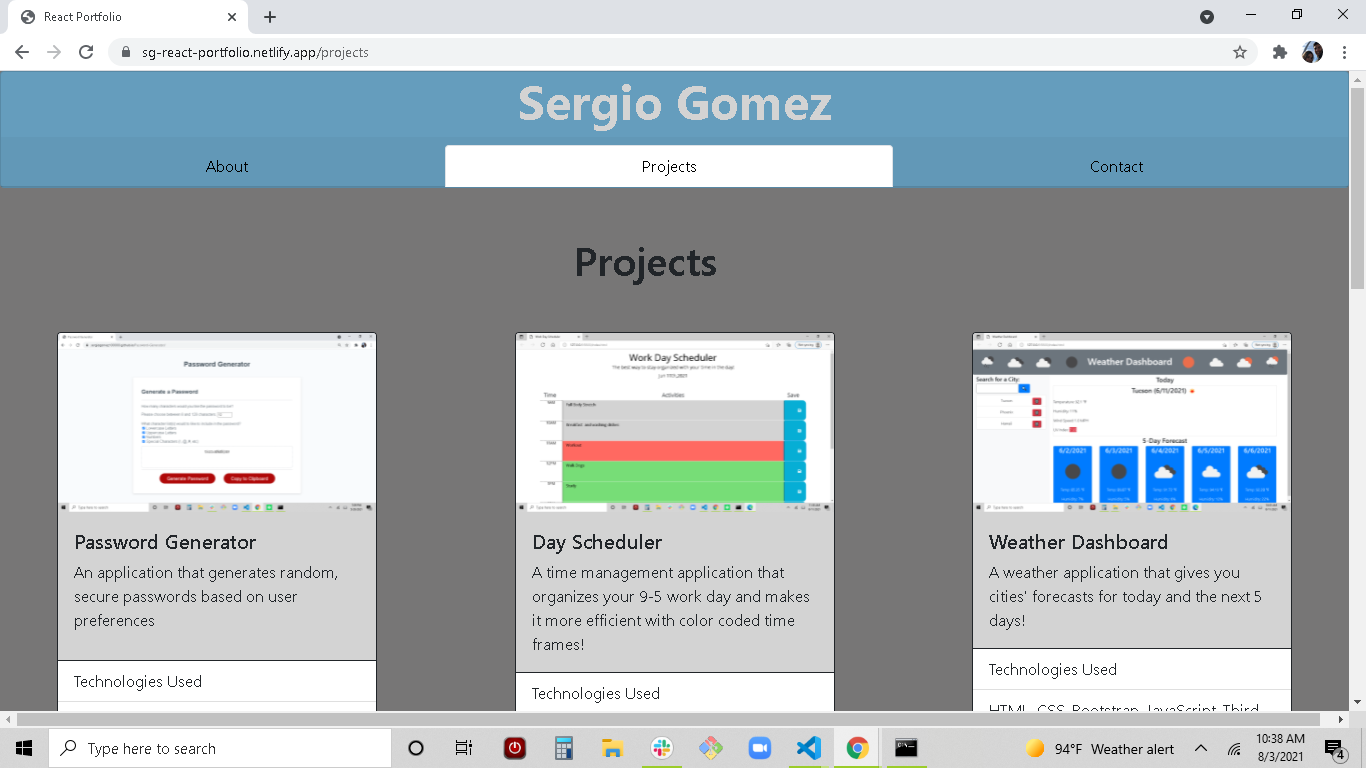 React Portfolio
sg-react-portfolio.netlify.app/projects
Sergio Gomez
About
Projects
Contact
Projects
Password Generator
Generate a Password
Generate Password
Copy to Clipboard
Work Day Scheduler
The best way to stay organized with your time in the day!
Time
Activities
Save
Weather Dashboard
Search for a City:
Today
Tucson (6/11/2021)
5-Day Forecast
6/2/2021
6/3/2021
6/4/2021
6/5/2021
6/6/2021
Password Generator
An application that generates random,
secure passwords based on user
preferences
Technologies Used
Day Scheduler
A time management application that
organizes your 9-5 work day and makes
it more efficient with color coded time
frames!
Technologies Used
Weather Dashboard
A weather application that gives you
cities' forecasts for today and the next 5
days!
Technologies Used
HTML, CSS, Bootstrap, JavaScript, Third
Type here to search
94°F Weather alert
10:38 AM
8/3/2021
4